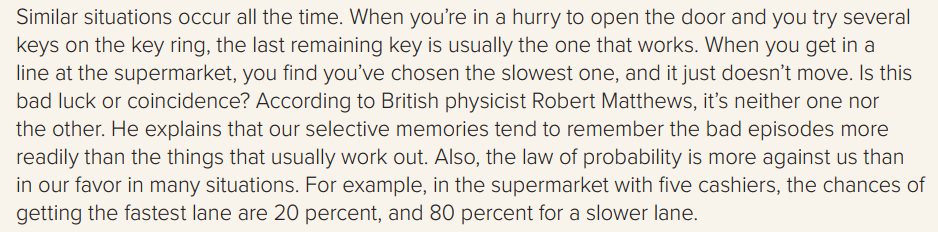 Similar situations occur all the time. When you’re in a hurry to open the door and you try several
keys on the key ring, the last remaining key is usually the one that works. When you get in a
line at the supermarket, you find you’ve chosen the slowest one, and it just doesn’t move. Is this
bad luck or coincidence? According to British physicist Robert Matthews, it’s neither one nor
the other. He explains that our selective memories tend to remember the bad episodes more
readily than the things that usually work out. Also, the law of probability is more against us than
in our favor in many situations. For example, in the supermarket with five cashiers, the chances of
getting the fastest lane are 20 percent, and 80 percent for a slower lane.